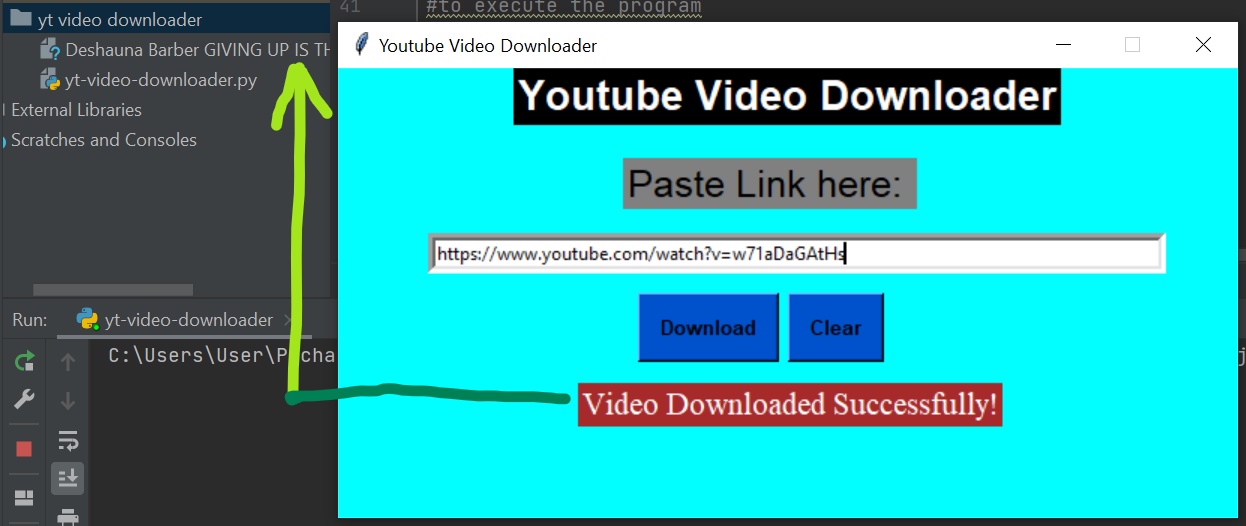 yt video downloader
Deshauna Barber GIVING UP IS TH
yt-video-downloader.py
External Libraries
Scratches and Consoles
41
#to execute the program
Youtube Video Downloader
Youtube Video Downloader
Paste Link here:
https://www.youtube.com/watch?v=w71aDaGAtHs
Download Clear
Video Downloaded Successfully!
Run: yt-video-downloader
C:\Users\User\Pycha